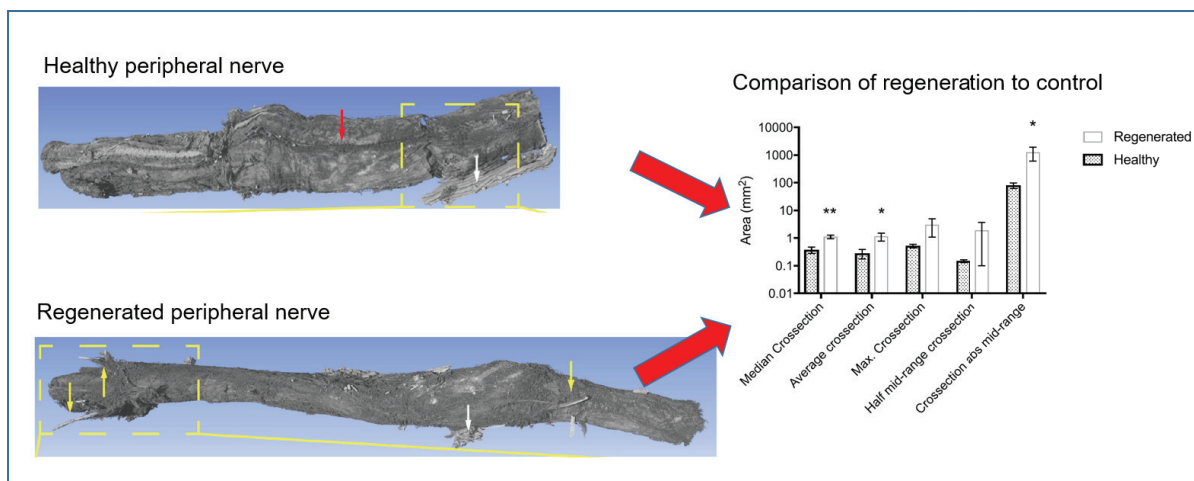 Healthy peripheral nerve
Regenerated peripheral nerve
Comparison of regeneration to control
Area (mm²)
10000
1000
100
10
1
0.1
0.01
**
*
*
Regenerated
Healthy
Median Crossection
Average crossection
Max. Crossection
Half mid-range crossection
Crossection abs mid-range